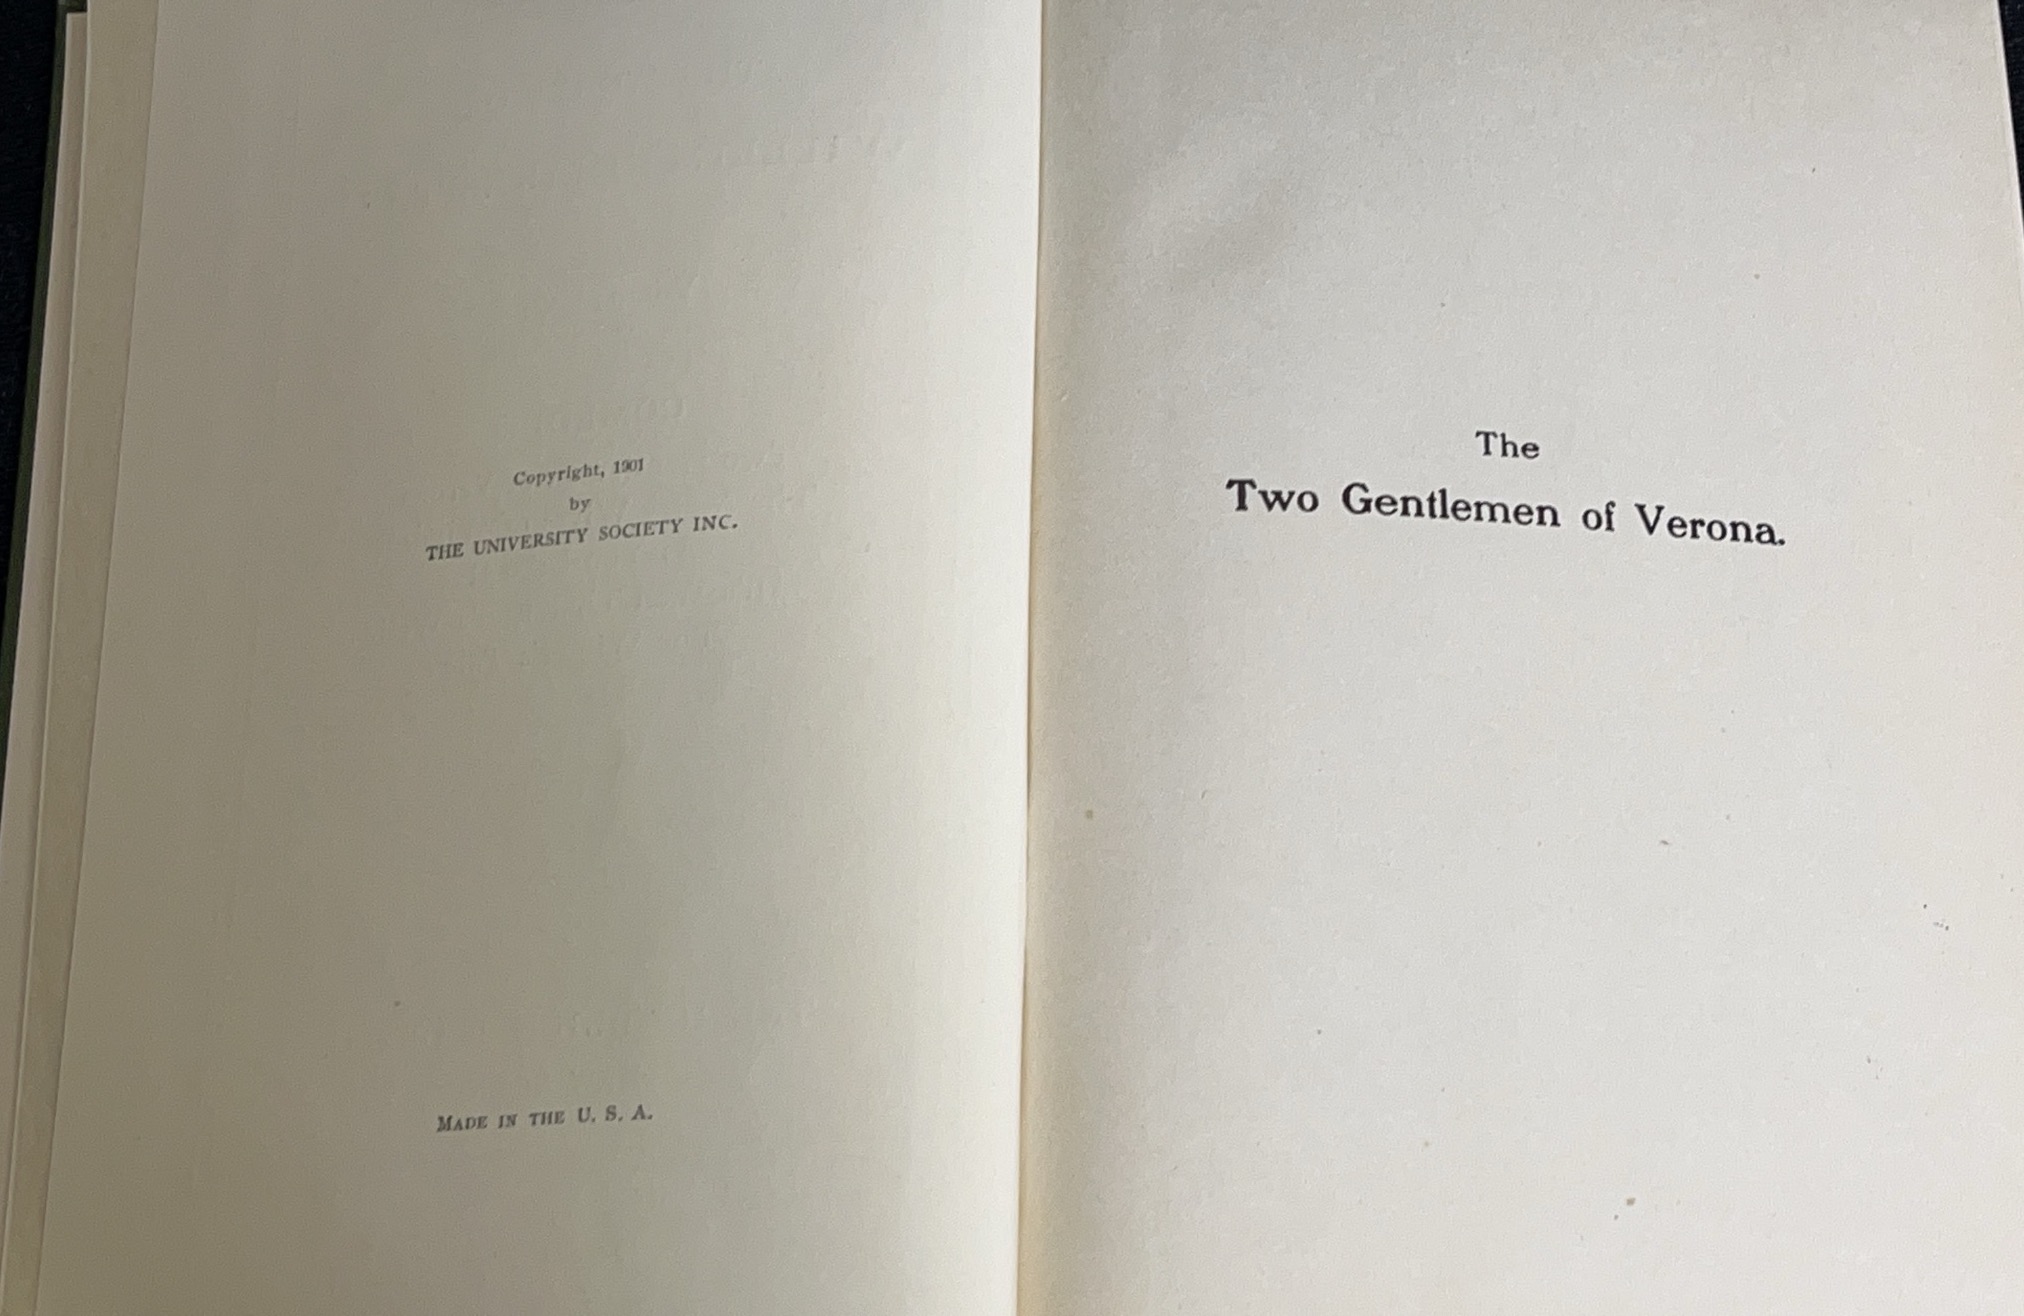 Copyright, 1901
by
THE UNIVERSITY SOCIETY INC.
MADE IN THE U. S. A.
The
Two Gentlemen of Verona.